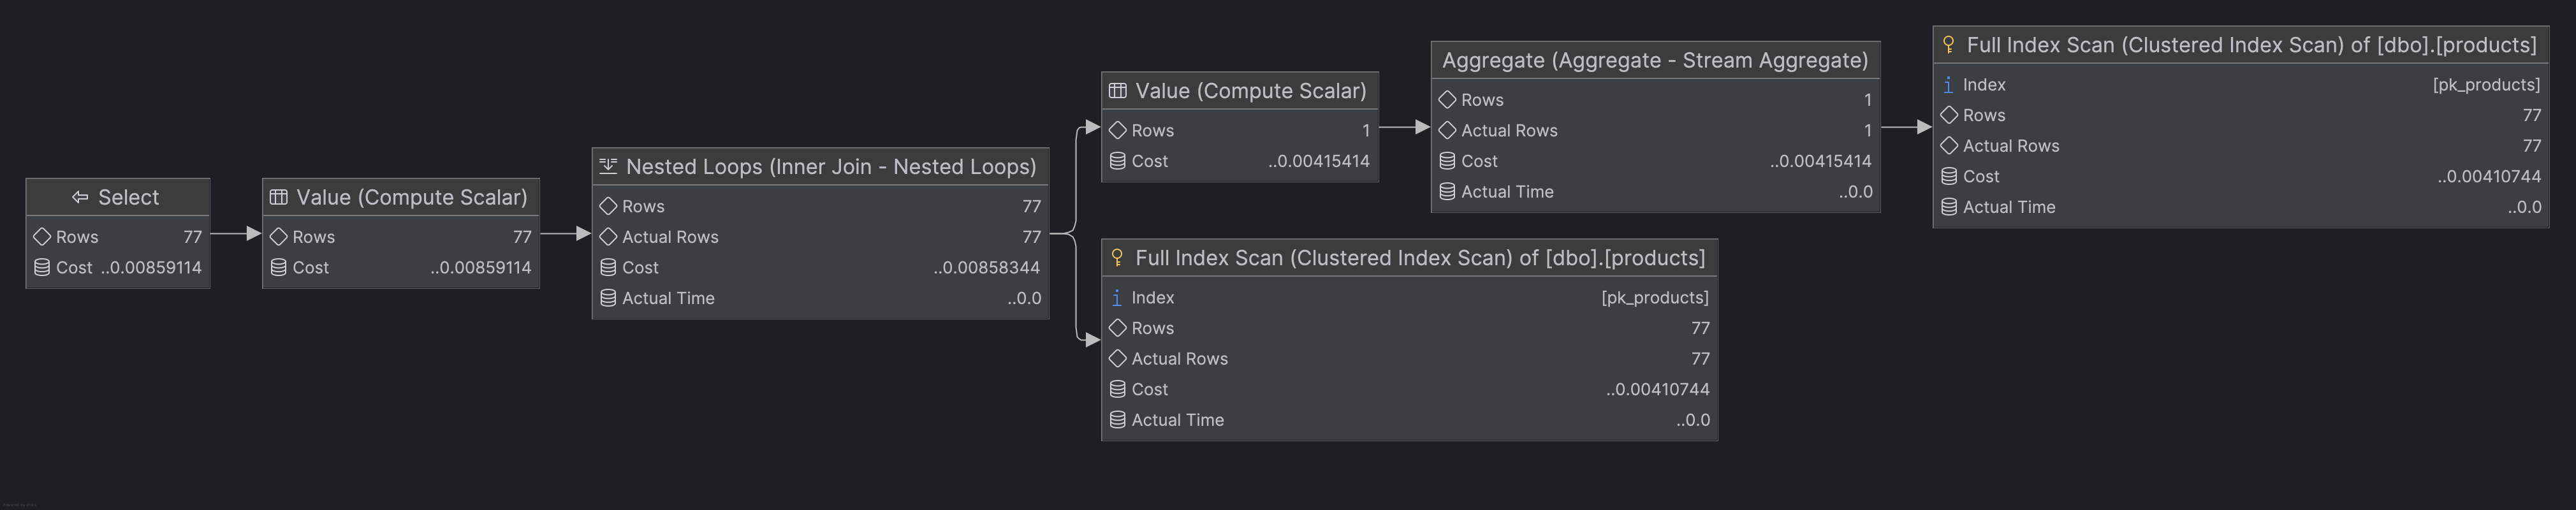 Select
Rows 77
Cost ..0.00859114
Value (Compute Scalar)
Rows 77
Cost ..0.00859114
Nested Loops (Inner Join - Nested Loops)
Rows 77
Actual Rows 77
Cost ..0.00858344
Actual Time ..0.0
Value (Compute Scalar)
Rows 1
Cost ..0.00415414
Aggregate (Aggregate - Stream Aggregate)
Rows 1
Actual Rows 1
Cost ..0.00415414
Actual Time ..0.0
Full Index Scan (Clustered Index Scan) of [dbo].[products]
Index [pk_products]
Rows 77
Actual Rows 77
Cost ..0.00410744
Actual Time ..0.0
Full Index Scan (Clustered Index Scan) of [dbo].[products]
Index [pk_products]
Rows 77
Actual Rows 77
Cost ..0.00410744
Actual Time ..0.0